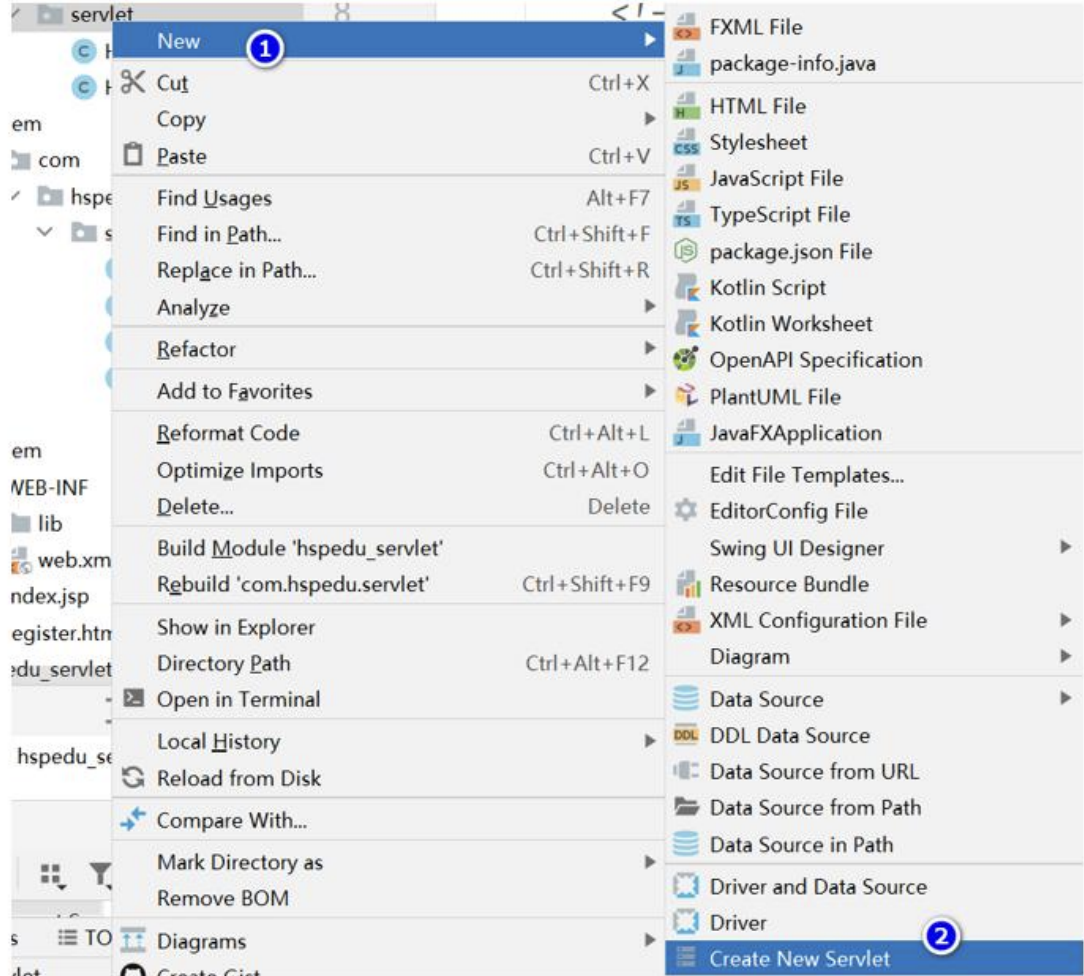 servlet
8
<!-
New
1
Cut Ctrl+X
Copy
Paste Ctrl+V
Find Usages Alt+F7
Find in Path... Ctrl+Shift+F
Replace in Path... Ctrl+Shift+R
Analyze
Refactor
Add to Favorites
Reformat Code Ctrl+Alt+L
Optimize Imports Ctrl+Alt+O
Delete... Delete
Build Module 'hspedu_servlet'
Rebuild 'com.hspedu.servlet' Ctrl+Shift+F9
Show in Explorer
Directory Path Ctrl+Alt+F12
Open in Terminal
Local History
Reload from Disk
Compare With...
Mark Directory as
Remove BOM
Diagrams
Create Gist
FXML File
package-info.java
HTML File
Stylesheet
JavaScript File
TypeScript File
package.json File
Kotlin Script
Kotlin Worksheet
OpenAPI Specification
PlantUML File
JavaFXApplication
Edit File Templates...
EditorConfig File
Swing UI Designer
Resource Bundle
XML Configuration File
Diagram
Data Source
DDL Data Source
Data Source from URL
Data Source from Path
Data Source in Path
Driver and Data Source
Driver
2
Create New Servlet
em
com
hspe
s
em
WEB-INF
lib
web.xm
ndex.jsp
egister.htm
edu_servlet
hspedu_se
TO